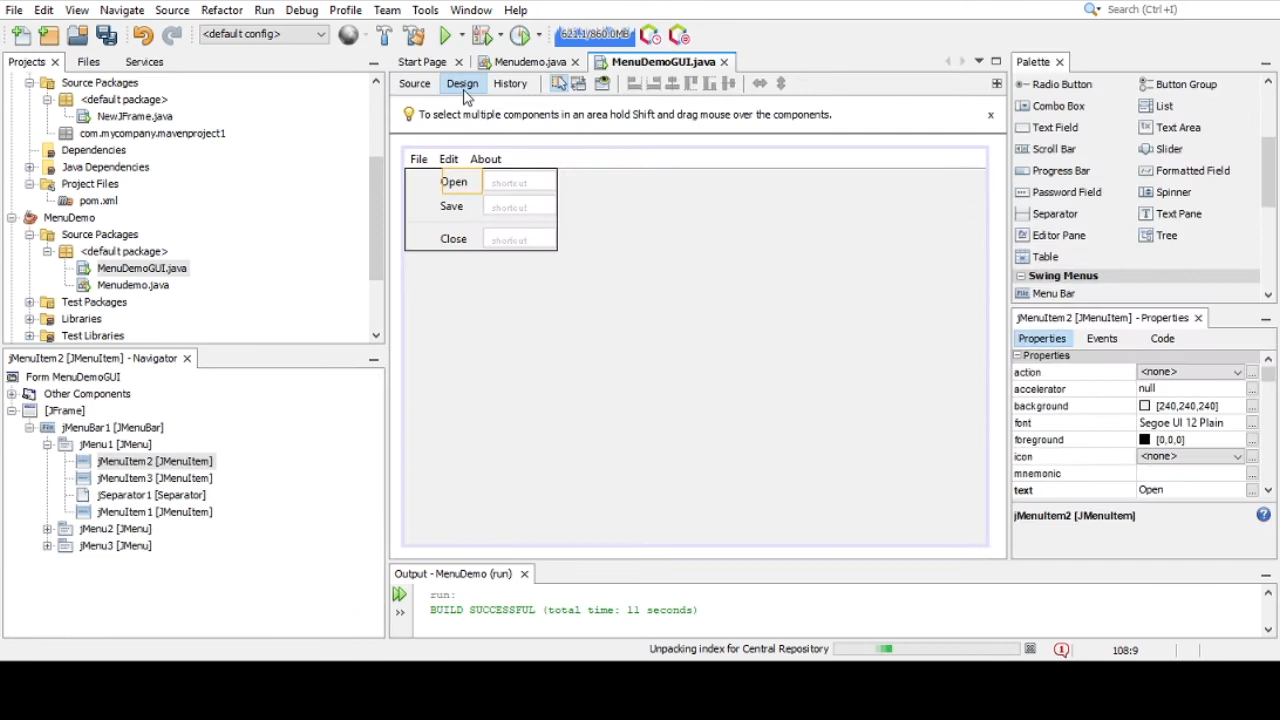 File Edit View Navigate Source Refactor Run Debug Profile Team Tools Window Help Search (Ctrl+I)
<default config> 621.1/860.0MB
Projects Files Services
Source Packages
<default package>
NewJFrame.java
com.mycompany.mavenproject1
Dependencies
Java Dependencies
Project Files
pom.xml
MenuDemo
Source Packages
<default package>
MenuDemoGUI.java
Menudemo.java
Test Packages
Libraries
Test Libraries
jMenuItem2 [JMenuItem] - Navigator
Form MenuDemoGUI
Other Components
[JFrame]
jMenuBar1 [JMenuBar]
jMenu1 [JMenu]
jMenuItem2 [JMenuItem]
jMenuItem3 [JMenuItem]
jSeparator1 [Separator]
jMenuItem1 [JMenuItem]
jMenu2 [JMenu]
jMenu3 [JMenu]
Start Page Menudemo.java MenuDemoGUI.java
Source Design History
To select multiple components in an area hold Shift and drag mouse over the components.
File Edit About
Open shortcut
Save shortcut
Close shortcut
Output - MenuDemo (run)
run:
BUILD SUCCESSFUL (total time: 11 seconds)
Palette
Radio Button Button Group
Combo Box List
Text Field Text Area
Scroll Bar Slider
Progress Bar Formatted Field
Password Field Spinner
Separator Text Pane
Editor Pane Tree
Table
Swing Menus
Menu Bar
jMenuItem2 [JMenuItem] - Properties
Properties Events Code
Properties
action <none>
accelerator null
background [240,240,240]
font Segoe UI 12 Plain
foreground [0,0,0]
icon <none>
mnemonic
text Open
jMenuItem2 [JMenuItem]
Unpacking index for Central Repository 108:9